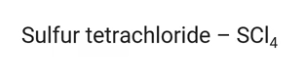 Sulfur tetrachloride – SCl₄